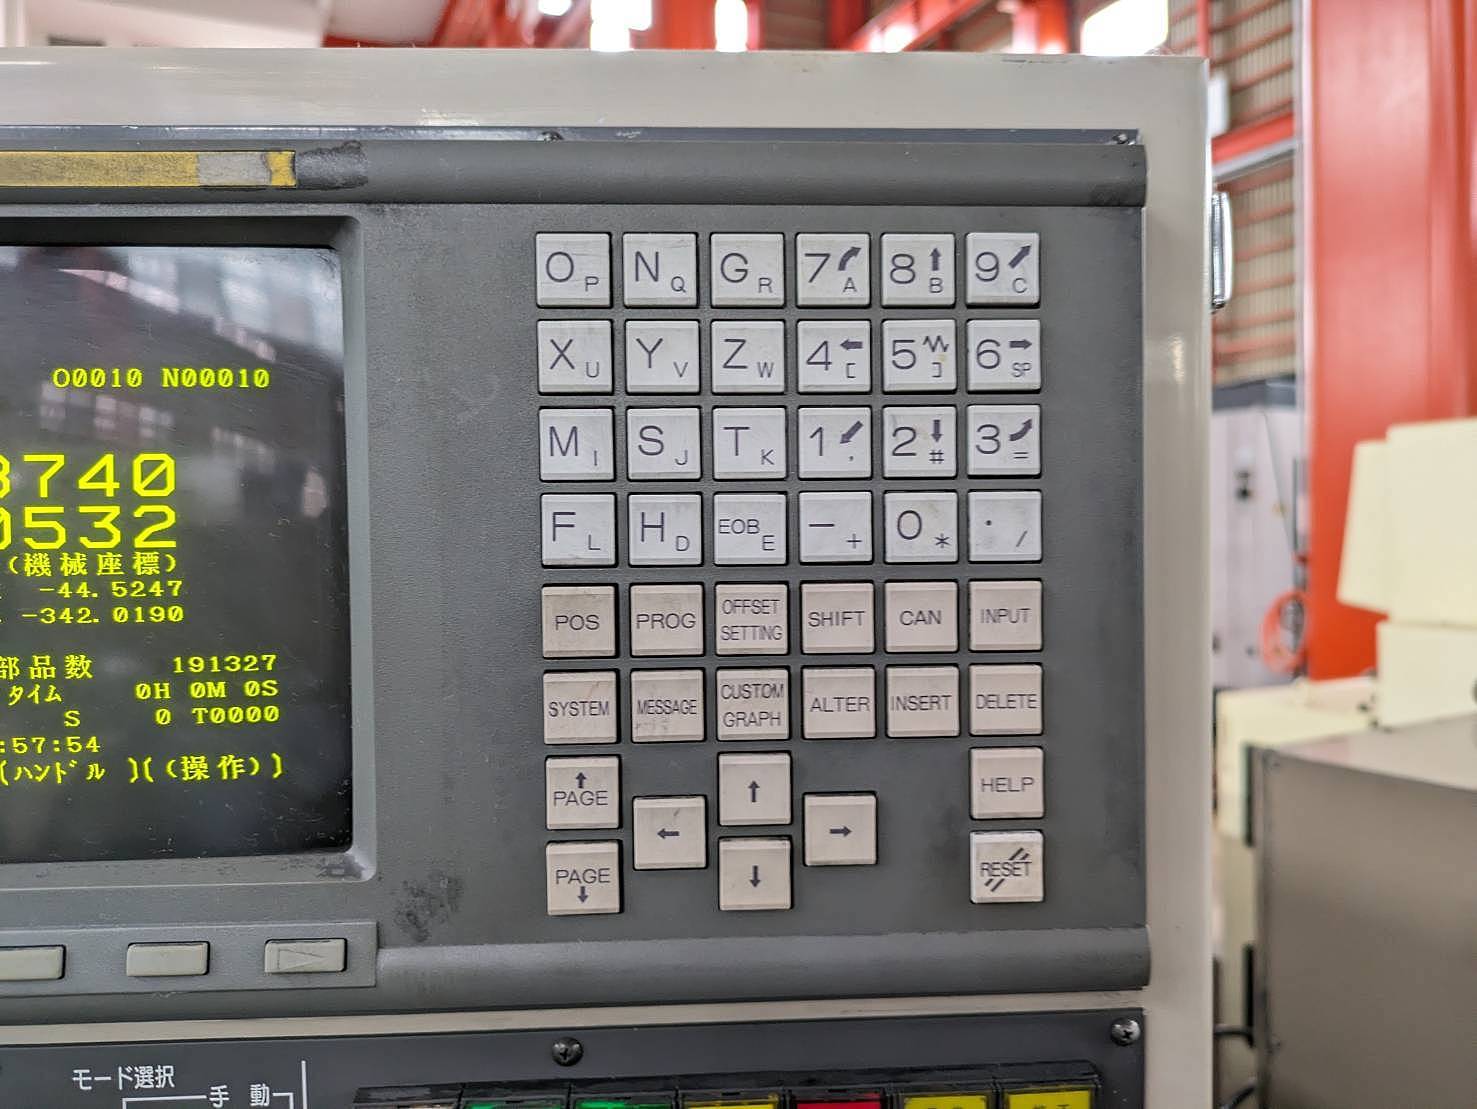 O0010 N00010
3740
0532
(機械座標)
-44.5247
-342.0190
部品数 191327
タイム 0H 0M 0S
S 0 T0000
:57:54
[ハンドル ][(操作)]
O P N Q G R 7 A 8 B 9 C
X U Y V Z W 4 [ 5 ] 6 SP
M I S J T K 1 , 2 # 3 =
F L H D EOB E - + 0 * . /
POS PROG OFFSET SETTING SHIFT CAN INPUT
SYSTEM MESSAGE CUSTOM GRAPH ALTER INSERT DELETE
↑ PAGE ↑ HELP
← →
PAGE ↓ ↓ RESET
モード選択
手 動